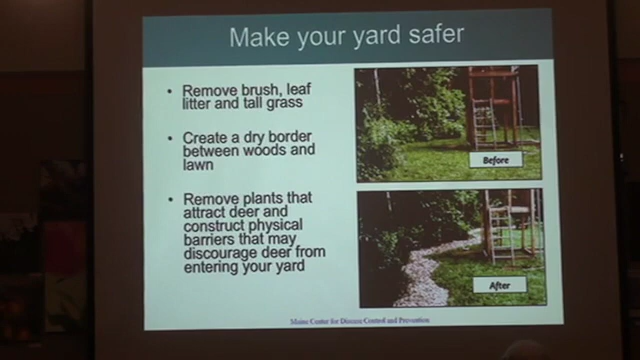 Make your yard safer
• Remove brush, leaf
litter and tall grass
• Create a dry border
between woods and
lawn
• Remove plants that
attract deer and
construct physical
barriers that may
discourage deer from
entering your yard
Before
After
Maine Center for Disease Control and Prevention